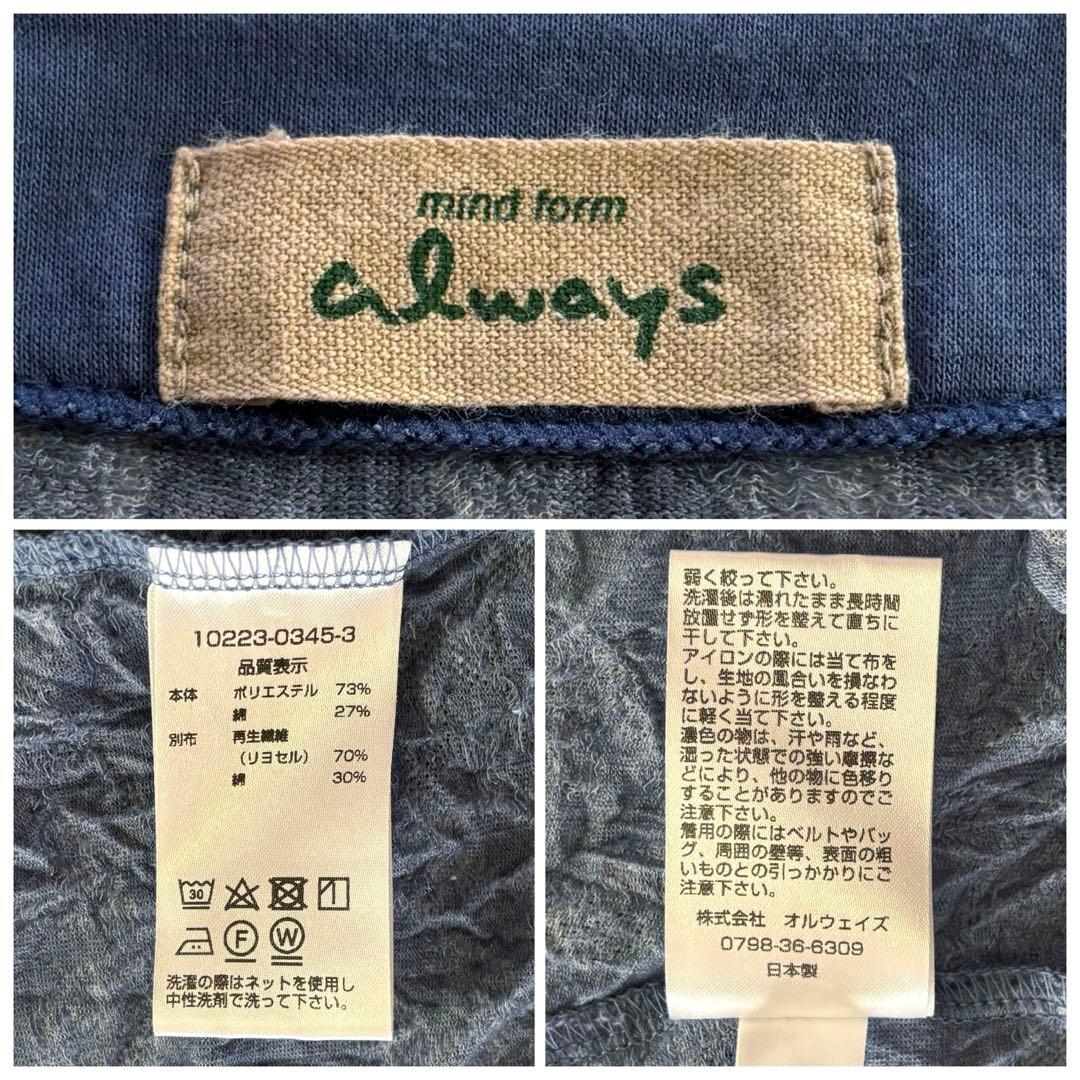 mind form
always
10223-0345-3
品質表示
本体 ポリエステル 73%
綿 27%
別布 再生繊維
(リヨセル) 70%
綿 30%
30
F W
洗濯の際はネットを使用し
中性洗剤で洗って下さい。
弱く絞って下さい。
洗濯後は濡れたまま長時間
放置せず形を整えて直ちに
干して下さい。
アイロンの際には当て布を
し、生地の風合いを損なわ
ないように形を整える程度
に軽く当て下さい。
濃色の物は、汗や雨など、
湿った状態での強い摩擦な
どにより、他の物に色移り
することがありますのでご
注意下さい。
着用の際にはベルトやバッ
グ、周囲の壁等、表面の粗
いものとの引っかかりにご
注意下さい。
株式会社 オルウェイズ
0798-36-6309
日本製